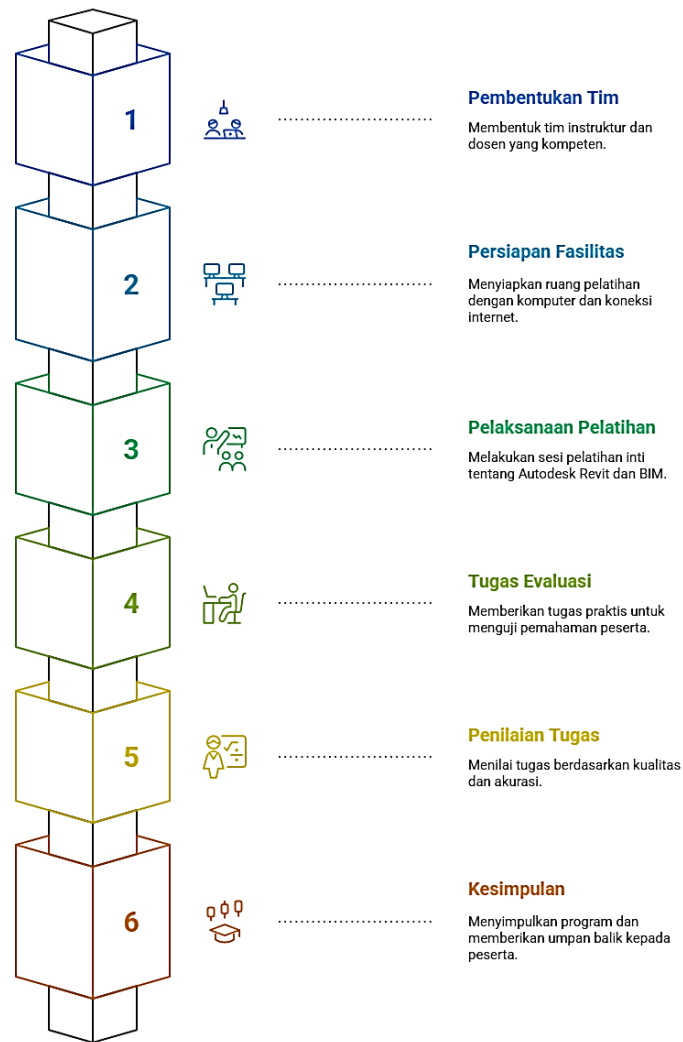 1
Pembentukan Tim
Membentuk tim instruktur dan
dosen yang kompeten.
2
Persiapan Fasilitas
Menyiapkan ruang pelatihan
dengan komputer dan koneksi
internet.
3
Pelaksanaan Pelatihan
Melakukan sesi pelatihan inti
tentang Autodesk Revit dan BIM.
4
Tugas Evaluasi
Memberikan tugas praktis untuk
menguji pemahaman peserta.
5
Penilaian Tugas
Menilai tugas berdasarkan kualitas
dan akurasi.
6
Kesimpulan
Menyimpulkan program dan
memberikan umpan balik kepada
peserta.